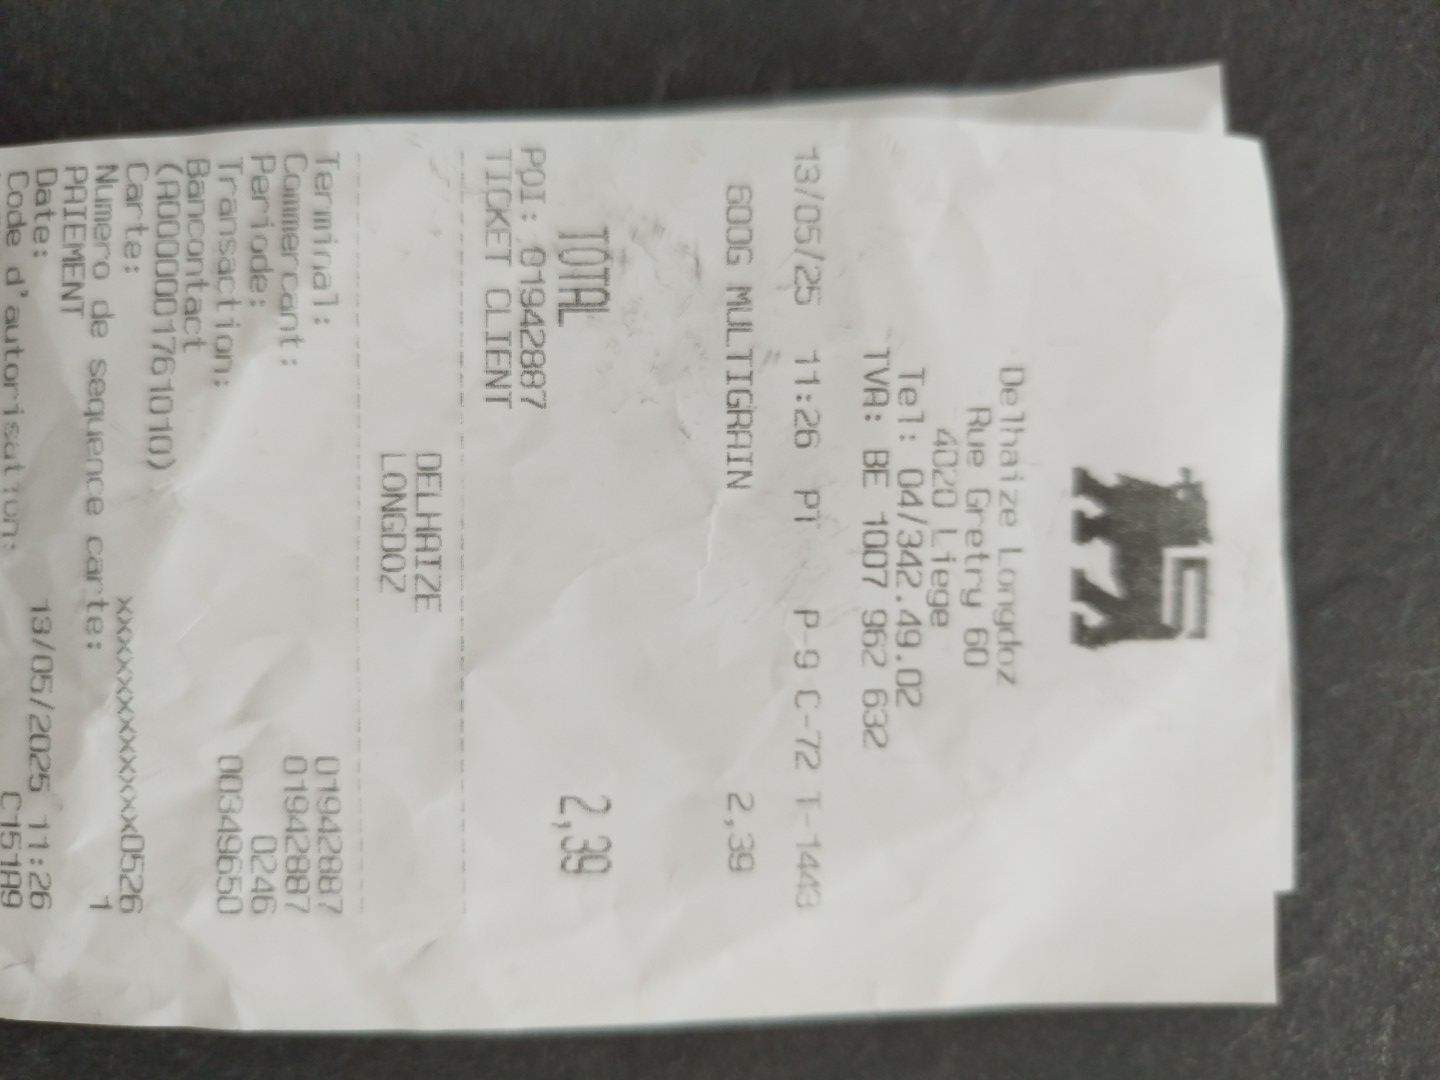 Delhaize Longdoz
Rue Gretry 60
4020 Liege
Tel: 04/342.49.02
TVA: BE 1007 962 632
13/05/25 11:26 P1 P-9 C-72 T-1443
600G MULTIGRAIN 2,39
TOTAL 2,39
POI: 01942887
TICKET CLIENT
DELHAIZE
LONGDOZ
Terminal: 01942887
Commercant: 01942887
Periode: 0246
Transaction: 00349650
Bancontact
(A000001761010)
Carte: xxxxxxxxxxxxx0526
Numero de sequence carte: 1
PAIEMENT
Date: 13/05/2025 11:26
Code d'autorisation: C151A9